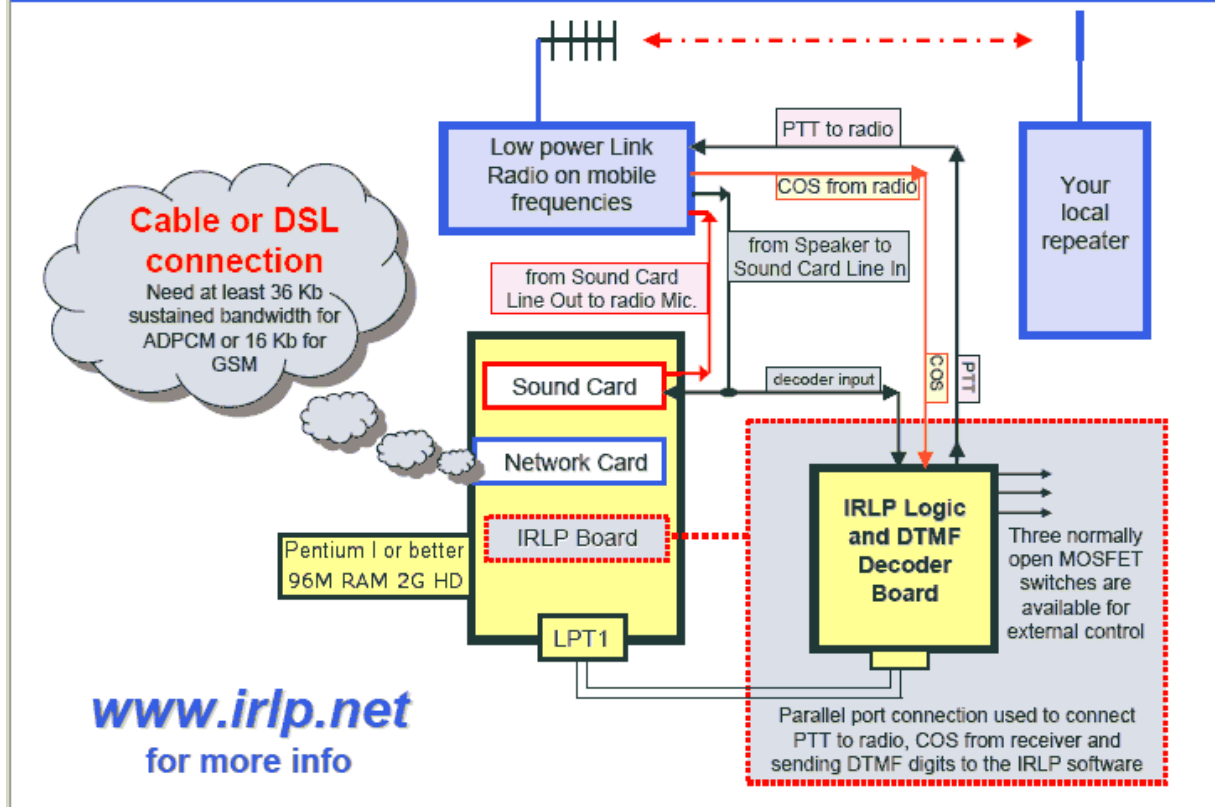 PTT to radio
Low power Link
Radio on mobile
frequencies
COS from radio
Your
local
repeater
Cable or DSL
connection
Need at least 36 Kb
sustained bandwidth for
ADPCM or 16 Kb for
GSM
from Speaker to
Sound Card Line In
from Sound Card
Line Out to radio Mic.
Sound Card
decoder input
COS
PTT
Network Card
IRLP Board
Pentium I or better
96M RAM 2G HD
LPT1
IRLP Logic
and DTMF
Decoder
Board
Three normally
open MOSFET
switches are
available for
external control
Parallel port connection used to connect
PTT to radio, COS from receiver and
sending DTMF digits to the IRLP software
www.irlp.net
for more info